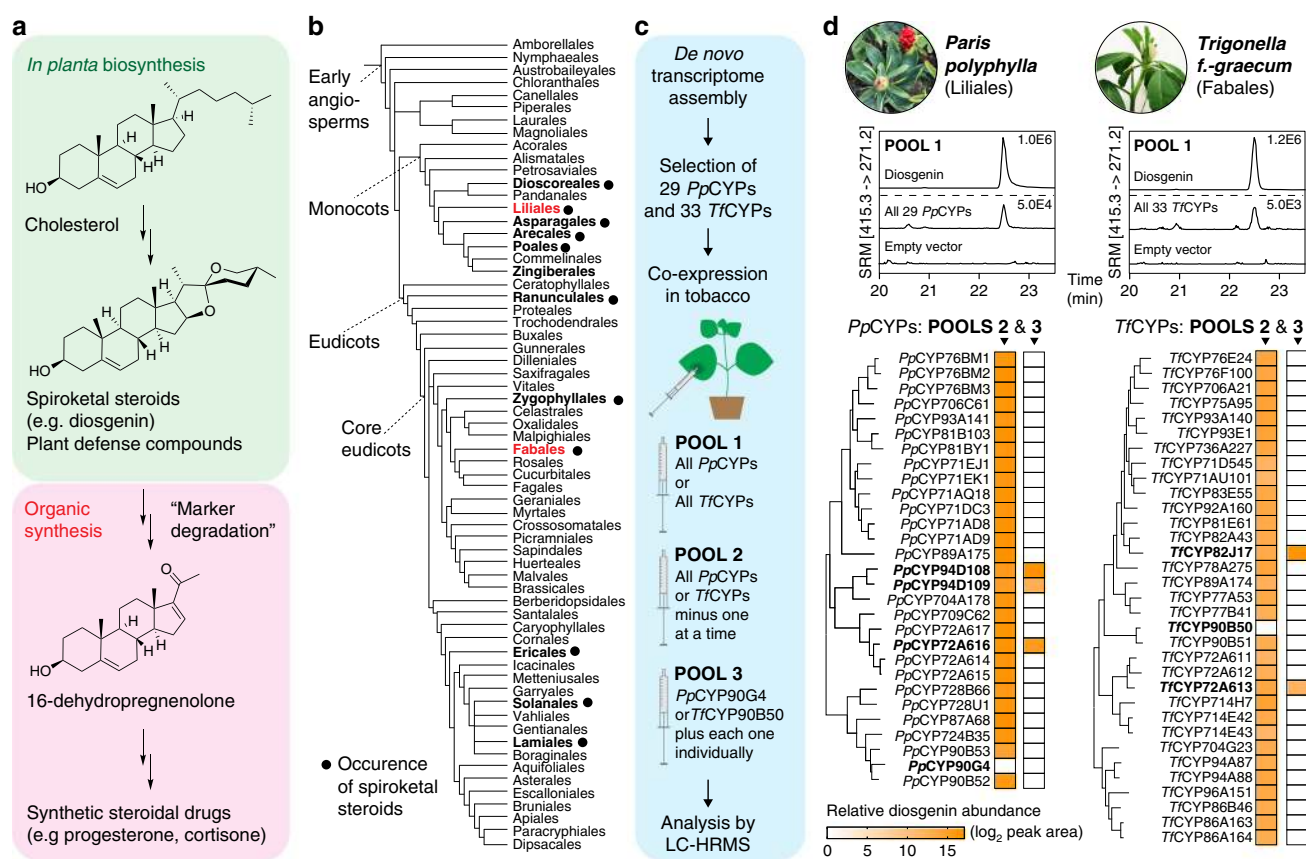 a
In planta biosynthesis
HO
H
H
H
Cholesterol
O
O
H
H
H
H
HO
Spiroketal steroids
(e.g. diosgenin)
Plant defense compounds
Organic
synthesis
“Marker
degradation”
O
H
H
H
HO
16-dehydropregnenolone
Synthetic steroidal drugs
(e.g progesterone, cortisone)
b
Early
angio-
sperms
Monocots
Eudicots
Core
eudicots
Amborellales
Nymphaeales
Austrobaileyales
Chloranthales
Canellales
Piperales
Laurales
Magnoliales
Acorales
Alismatales
Petrosaviales
Dioscoreales
Pandanales
Liliales
Asparagales
Arecales
Poales
Commelinales
Zingiberales
Ceratophyllales
Ranunculales
Proteales
Trochodendrales
Buxales
Gunnerales
Dilleniales
Saxifragales
Vitales
Zygophyllales
Celastrales
Oxalidales
Malpighiales
Fabales
Rosales
Cucurbitales
Fagales
Geraniales
Myrtales
Crossosomatales
Picramniales
Sapindales
Huerteales
Malvales
Brassicales
Berberidopsidales
Santalales
Caryophyllales
Cornales
Ericales
Icacinales
Metteniusales
Garryales
Solanales
Vahliales
Gentianales
Lamiales
Boraginales
Aquifoliales
Asterales
Escalloniales
Bruniales
Apiales
Paracryphiales
Dipsacales
Occurence
of spiroketal
steroids
c
De novo
transcriptome
assembly
Selection of
29 PpCYPs
and 33 TfCYPs
Co-expression
in tobacco
POOL 1
All PpCYPs
or
All TfCYPs
POOL 2
All PpCYPs
or TfCYPs
minus one
at a time
POOL 3
PpCYP90G4
orTfCYP90B50
plus each one
individually
Analysis by
LC-HRMS
d
Paris
polyphylla
(Liliales)
Trigonella
f.-graecum
(Fabales)
SRM [415.3 -> 271.2]
POOL 1
1.0E6
Diosgenin
All 29 PpCYPs
5.0E4
Empty vector
20 21 22 23
Time
(min)
SRM [415.3 -> 271.2]
POOL 1
1.2E6
Diosgenin
All 33 TfCYPs
5.0E3
Empty vector
20 21 22 23
PpCYPs: POOLS 2 & 3
PpCYP76BM1
PpCYP76BM2
PpCYP76BM3
PpCYP706C61
PpCYP93A141
PpCYP81B103
PpCYP81BY1
PpCYP71EJ1
PpCYP71EK1
PpCYP71AQ18
PpCYP71DC3
PpCYP71AD8
PpCYP71AD9
PpCYP89A175
PpCYP94D108
PpCYP94D109
PpCYP704A178
PpCYP709C62
PpCYP72A617
PpCYP72A616
PpCYP72A614
PpCYP72A615
PpCYP728B66
PpCYP728U1
PpCYP87A68
PpCYP724B35
PpCYP90B53
PpCYP90G4
PpCYP90B52
Relative diosgenin abundance
(log2 peak area)
0 5 10 15
TfCYPs: POOLS 2 & 3
TfCYP76E24
TfCYP76F100
TfCYP706A21
TfCYP75A95
TfCYP93A140
TfCYP93E1
TfCYP736A227
TfCYP71D545
TfCYP71AU101
TfCYP83E55
TfCYP92A160
TfCYP81E61
TfCYP82A43
TfCYP82J17
TfCYP78A275
TfCYP89A174
TfCYP77A53
TfCYP77B41
TfCYP90B50
TfCYP90B51
TfCYP72A611
TfCYP72A612
TfCYP72A613
TfCYP714H7
TfCYP714E42
TfCYP714E43
TfCYP704G23
TfCYP94A87
TfCYP94A88
TfCYP96A151
TfCYP86B46
TfCYP86A163
TfCYP86A164